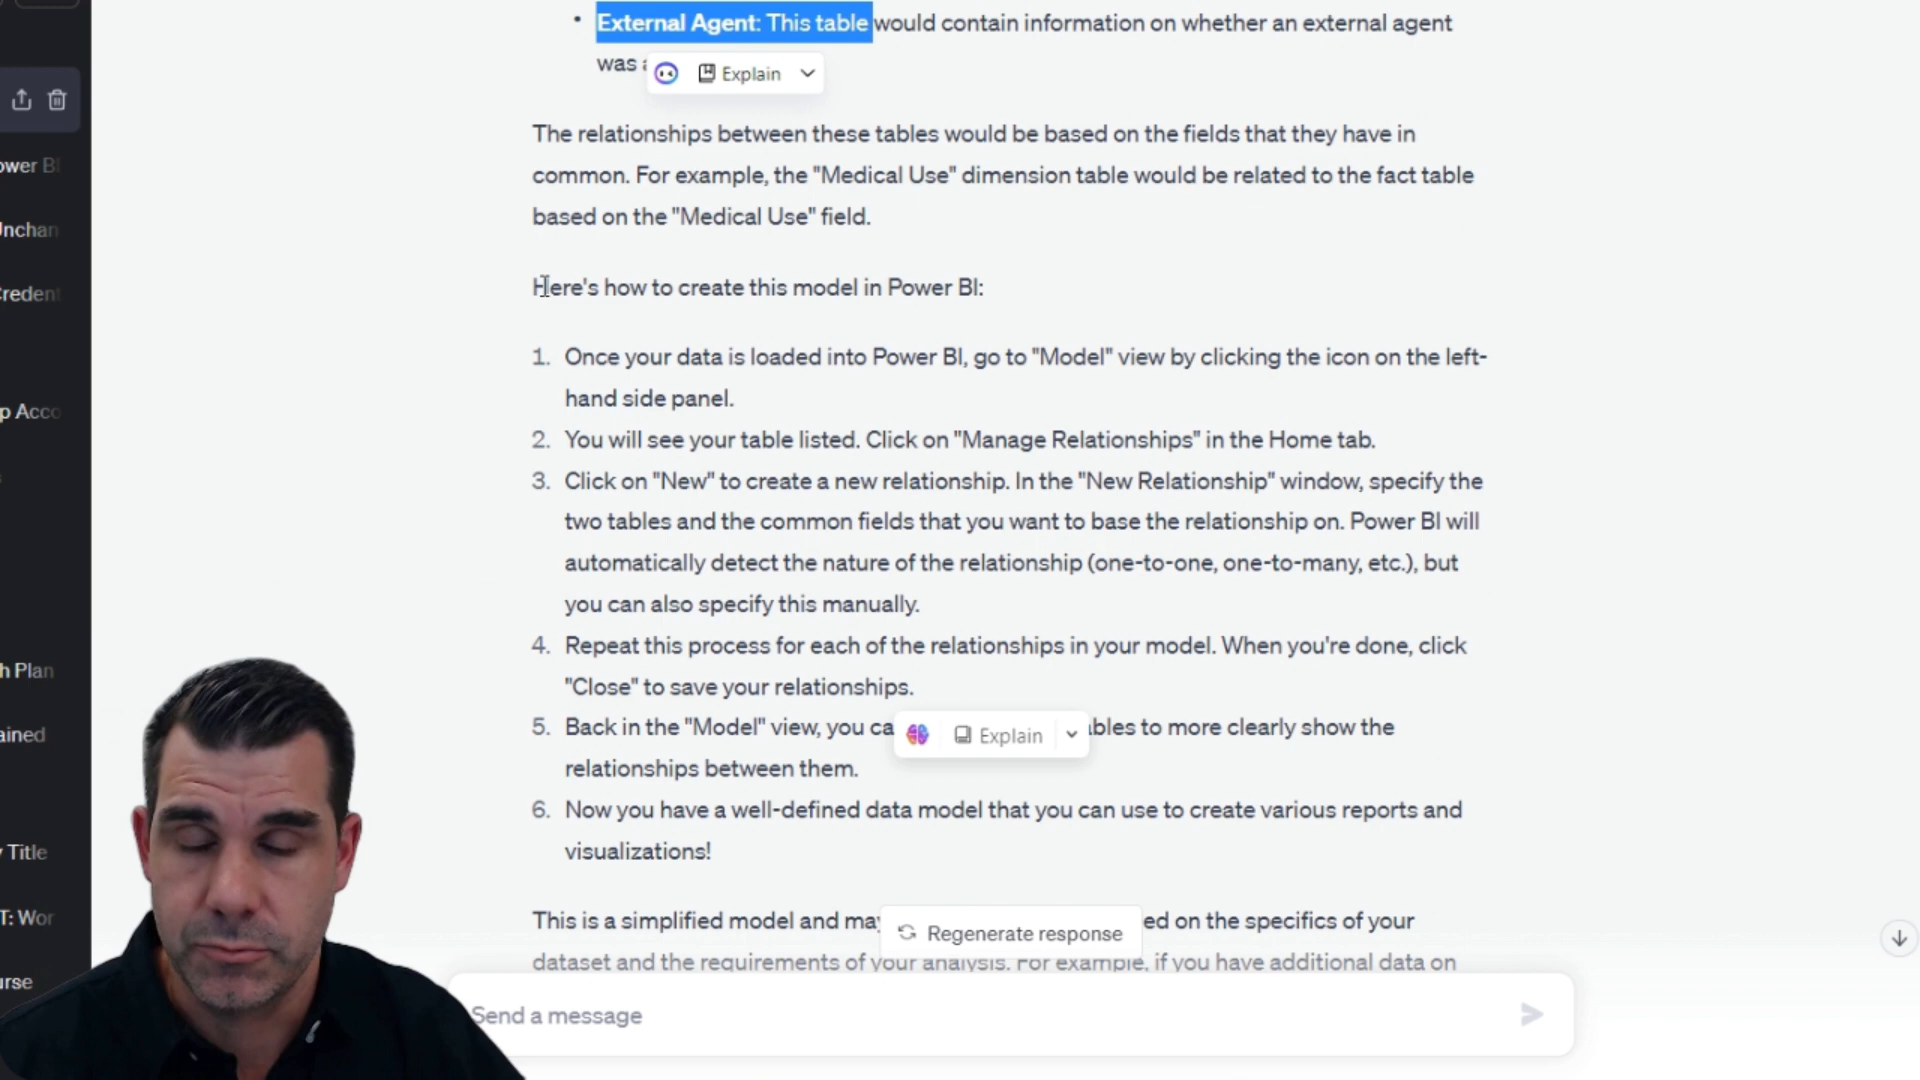 External Agent: This table would contain information on whether an external agent
was
Explain
The relationships between these tables would be based on the fields that they have in
common. For example, the "Medical Use" dimension table would be related to the fact table
based on the "Medical Use" field.
Here's how to create this model in Power BI:
1. Once your data is loaded into Power BI, go to "Model" view by clicking the icon on the left-
hand side panel.
2. You will see your table listed. Click on "Manage Relationships" in the Home tab.
3. Click on "New" to create a new relationship. In the "New Relationship" window, specify the
two tables and the common fields that you want to base the relationship on. Power BI will
automatically detect the nature of the relationship (one-to-one, one-to-many, etc.), but
you can also specify this manually.
4. Repeat this process for each of the relationships in your model. When you're done, click
"Close" to save your relationships.
5. Back in the "Model" view, you ca Explain bles to more clearly show the
relationships between them.
6. Now you have a well-defined data model that you can use to create various reports and
visualizations!
This is a simplified model and may Regenerate response ed on the specifics of your
dataset and the requirements of your analysis. For example, if you have additional data on
Send a message
ower BI
Unchan
Credent
p Acco
h Plan
ained
y Title
T: Wor
urse